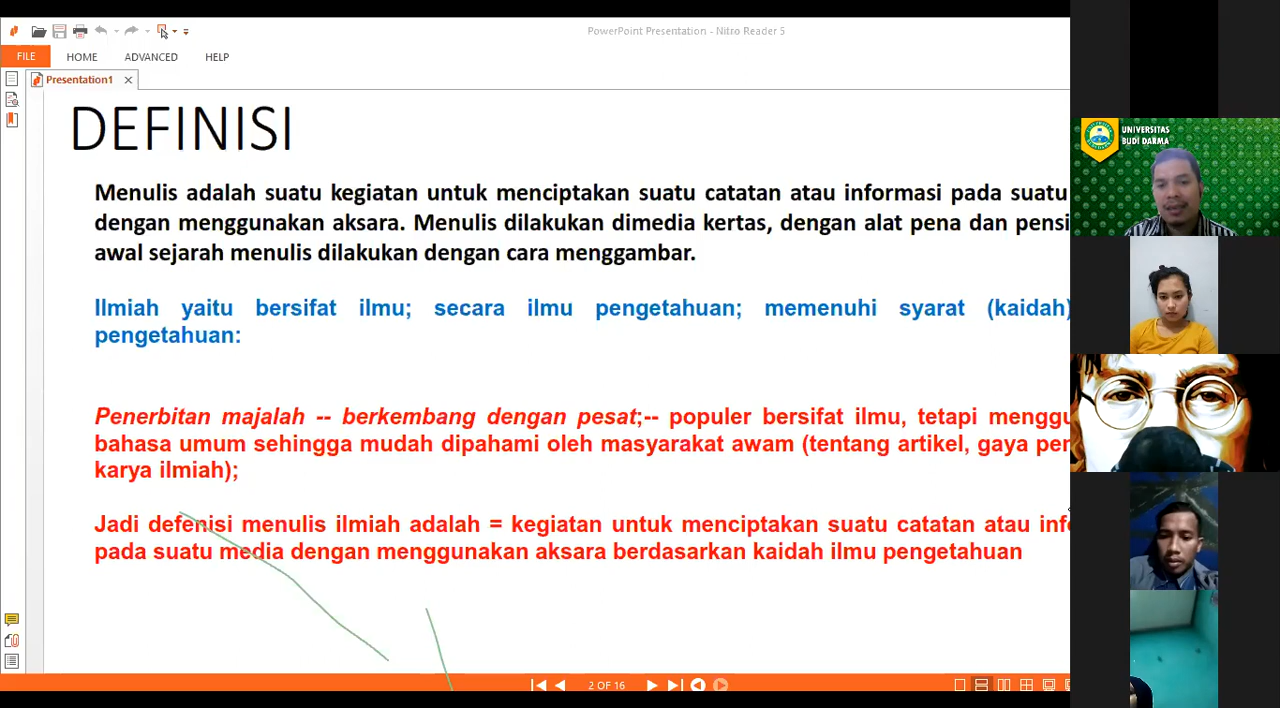 PowerPoint Presentation - Nitro Reader 5
FILE HOME ADVANCED HELP
Presentation1
DEFINISI
Menulis adalah suatu kegiatan untuk menciptakan suatu catatan atau informasi pada suatu
dengan menggunakan aksara. Menulis dilakukan dimedia kertas, dengan alat pena dan
awal sejarah menulis dilakukan dengan cara menggambar.
Ilmiah yaitu bersifat ilmu; secara ilmu pengetahuan; memenuhi syarat (kaidah)
pengetahuan:
Penerbitan majalah -- berkembang dengan pesat;-- populer bersifat ilmu, tetapi
bahasa umum sehingga mudah dipahami oleh masyarakat awam (tentang artikel, gaya
karya ilmiah);
Jadi defenisi menulis ilmiah adalah = kegiatan untuk menciptakan suatu catatan atau
pada suatu media dengan menggunakan aksara berdasarkan kaidah ilmu pengetahuan
2 OF 16
UNIVERSITAS
BUDI DARMA